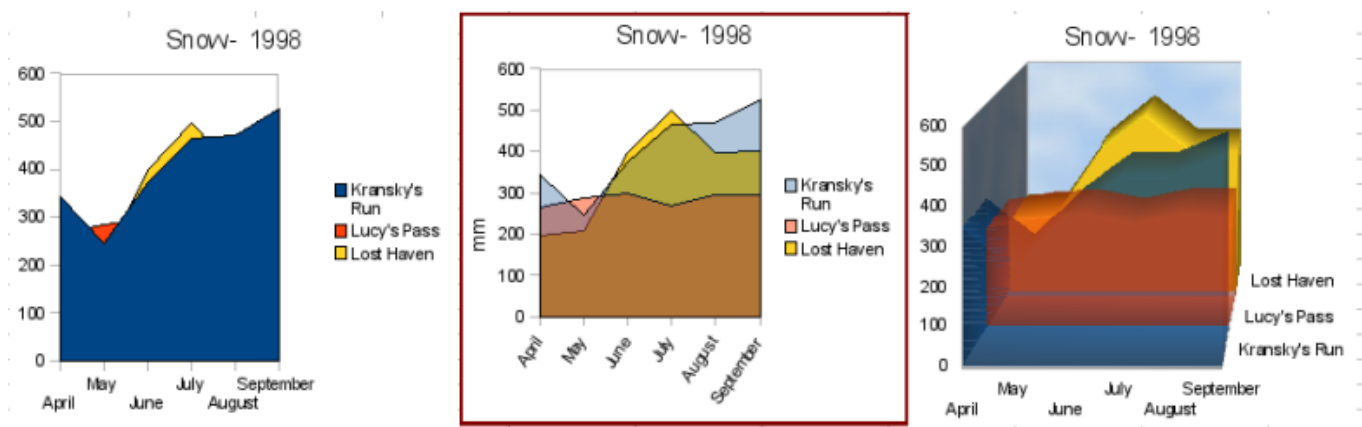 Snow- 1998
600
500
400
300
200
100
0
April
May
June
July
August
September
Kransky's
Run
Lucy's Pass
Lost Haven
Snow- 1998
mm
600
500
400
300
200
100
0
April
May
June
July
August
September
Kransky's
Run
Lucy's Pass
Lost Haven
Snow- 1998
600
500
400
300
200
100
0
April
May
June
July
August
September
Lost Haven
Lucy's Pass
Kransky's Run